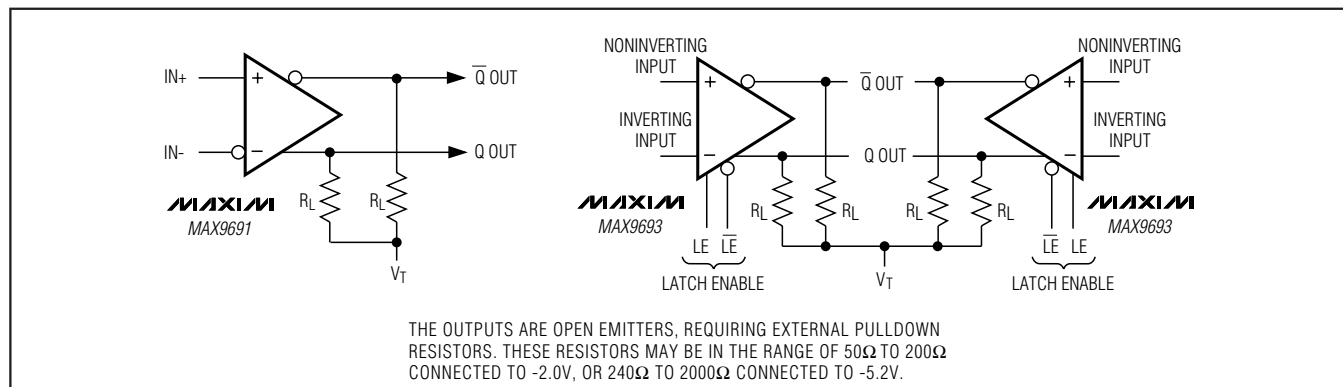 IN+
+
Q̅ OUT
IN-
−
Q OUT
RL
RL
MAXIM
MAX9691
VT
NONINVERTING
INPUT
+
INVERTING
INPUT
−
Q̅ OUT
Q OUT
NONINVERTING
INPUT
+
INVERTING
INPUT
−
MAXIM
MAX9693
RL
RL
RL
RL
MAXIM
MAX9693
LE L̅E̅
LATCH ENABLE
VT
L̅E̅ LE
LATCH ENABLE
THE OUTPUTS ARE OPEN EMITTERS, REQUIRING EXTERNAL PULLDOWN
RESISTORS. THESE RESISTORS MAY BE IN THE RANGE OF 50Ω TO 200Ω
CONNECTED TO -2.0V, OR 240Ω TO 2000Ω CONNECTED TO -5.2V.